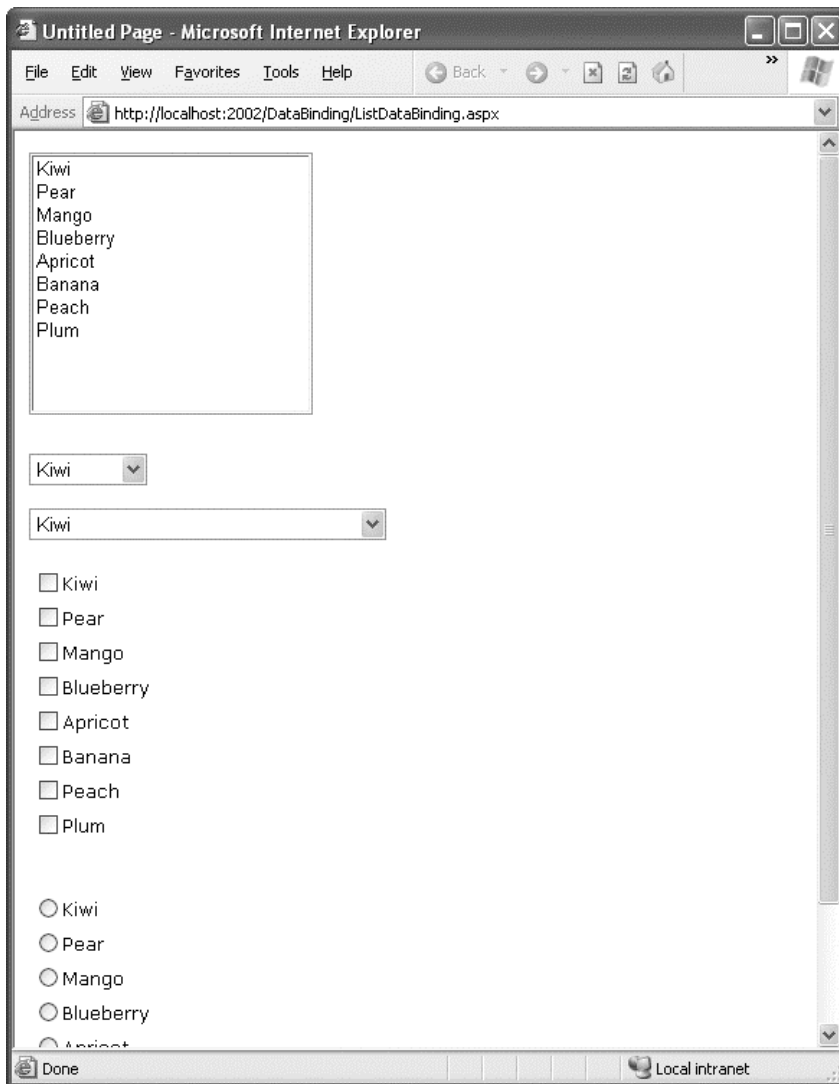 Untitled Page - Microsoft Internet Explorer
File Edit View Favorites Tools Help Back »
Address http://localhost:2002/DataBinding/ListDataBinding.aspx
Kiwi
Pear
Mango
Blueberry
Apricot
Banana
Peach
Plum
Kiwi
Kiwi
Kiwi
Pear
Mango
Blueberry
Apricot
Banana
Peach
Plum
Kiwi
Pear
Mango
Blueberry
Apricot
Done Local intranet